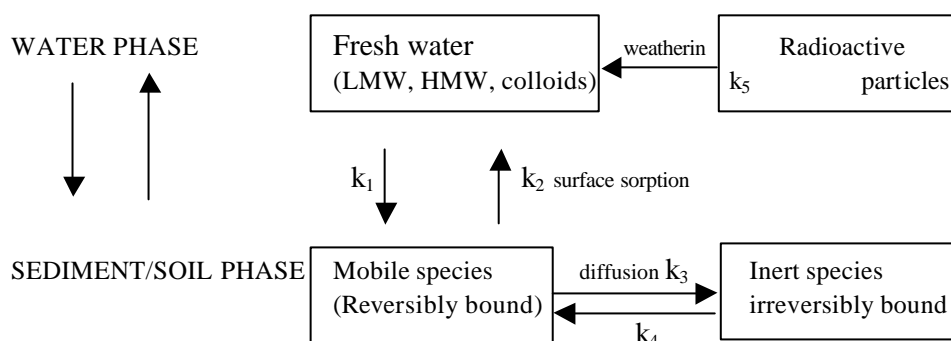 WATER PHASE
Fresh water
(LMW, HMW, colloids)
weatherin
Radioactive
k₅ particles
k₁
k₂ surface sorption
SEDIMENT/SOIL PHASE
Mobile species
(Reversibly bound)
diffusion k₃
k₄
Inert species
irreversibly bound